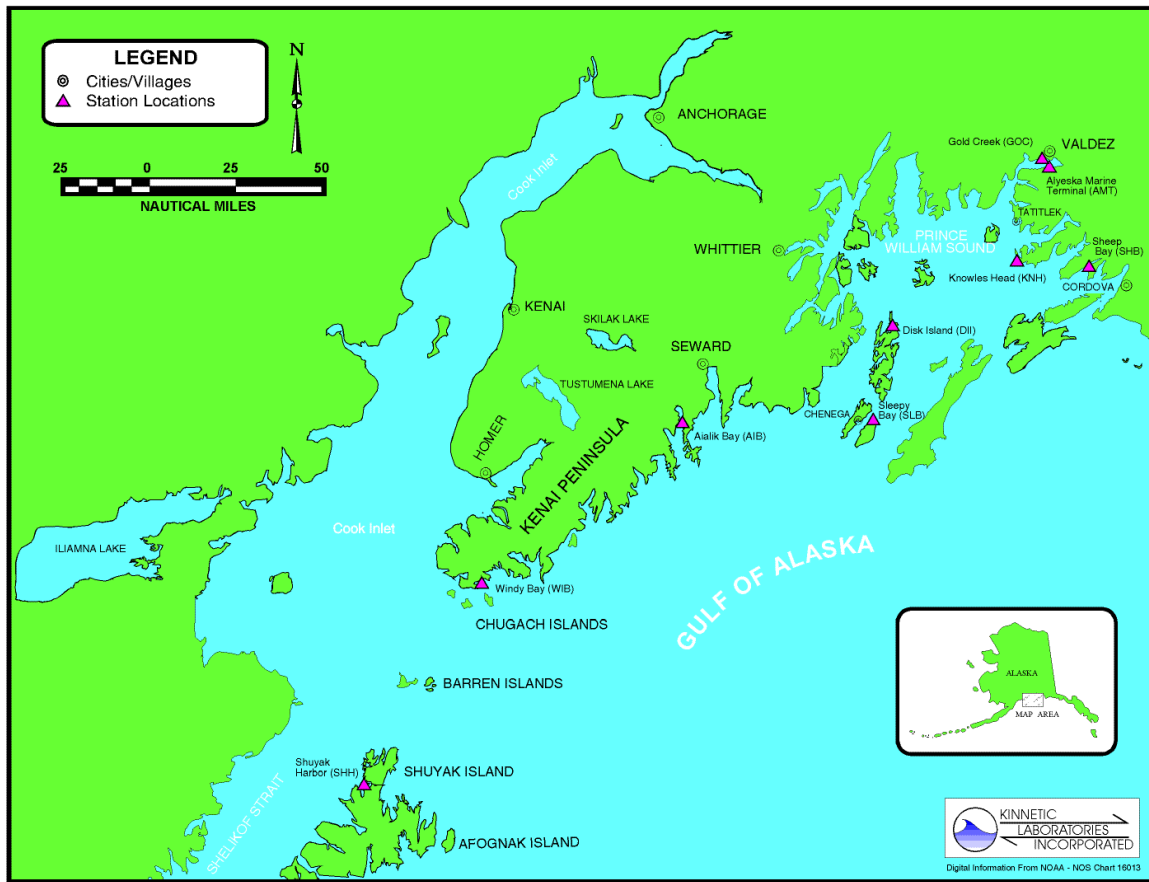 LEGEND
Cities/Villages
Station Locations
N
25 0 25 50
NAUTICAL MILES
Cook Inlet
ANCHORAGE
Gold Creek (GOC)
VALDEZ
Alyeska Marine
Terminal (AMT)
TATITLEK
PRINCE
WILLIAM SOUND
WHITTIER
Sheep
Bay (SHB)
Knowles Head (KNH)
CORDOVA
KENAI
SKILAK LAKE
Disk Island (DII)
SEWARD
TUSTUMENA LAKE
CHENEGA
Sleepy
Bay (SLB)
HOMER
Aialik Bay (AIB)
KENAI PENINSULA
Cook Inlet
ILIAMNA LAKE
GULF OF ALASKA
Windy Bay (WIB)
CHUGACH ISLANDS
BARREN ISLANDS
ALASKA
MAP AREA
Shuyak
Harbor (SHH)
SHUYAK ISLAND
SHELIKOF STRAIT
AFOGNAK ISLAND
KINNETIC
LABORATORIES
INCORPORATED
Digital Information From NOAA - NOS Chart 16013